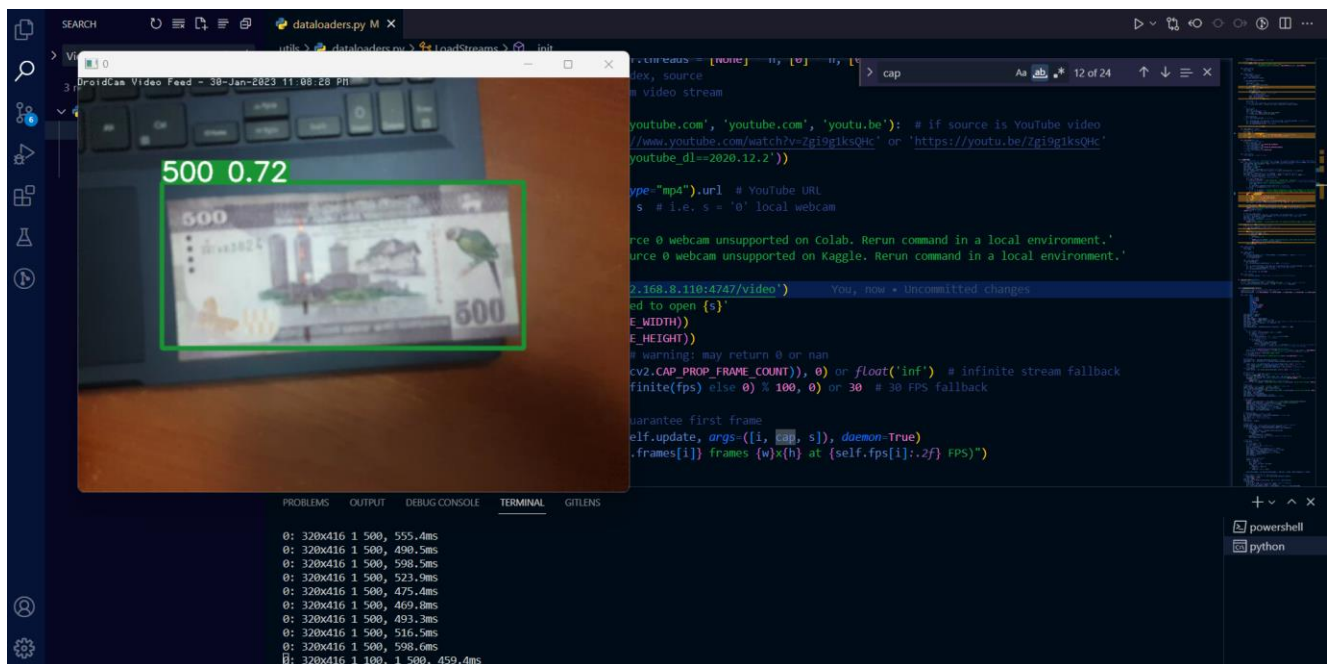 SEARCH
dataloaders.py M
0
DroidCam Video Feed - 30-Jan-2023 11:08:28 PM
500 0.72
500
500
cap
Aa ab .* 12 of 24
dex, source
m video stream
youtube.com', 'youtube.com', 'youtu.be'): # if source is YouTube video
//www.youtube.com/watch?v=Zgi9g1ksQHc' or 'https://youtu.be/Zgi9g1ksQHc'
youtube_dl==2020.12.2'))
ype="mp4").url # YouTube URL
s # i.e. s = '0' local webcam
rce 0 webcam unsupported on Colab. Rerun command in a local environment.'
urce 0 webcam unsupported on Kaggle. Rerun command in a local environment.'
2.168.8.110:4747/video') You, now • Uncommitted changes
ed to open {s}'
E_WIDTH))
E_HEIGHT))
# warning: may return 0 or nan
cv2.CAP_PROP_FRAME_COUNT)), 0) or float('inf') # infinite stream fallback
finite(fps) else 0) % 100, 0) or 30 # 30 FPS fallback
uarantee first frame
elf.update, args=([i, cap, s]), daemon=True)
.frames[i]} frames {w}x{h} at {self.fps[i]:.2f} FPS)")
PROBLEMS OUTPUT DEBUG CONSOLE TERMINAL GITLENS
0: 320x416 1 500, 555.4ms
0: 320x416 1 500, 490.5ms
0: 320x416 1 500, 598.5ms
0: 320x416 1 500, 523.9ms
0: 320x416 1 500, 475.4ms
0: 320x416 1 500, 469.8ms
0: 320x416 1 500, 493.3ms
0: 320x416 1 500, 516.5ms
0: 320x416 1 500, 598.6ms
0: 320x416 1 100, 1 500, 459.4ms
powershell
python
6